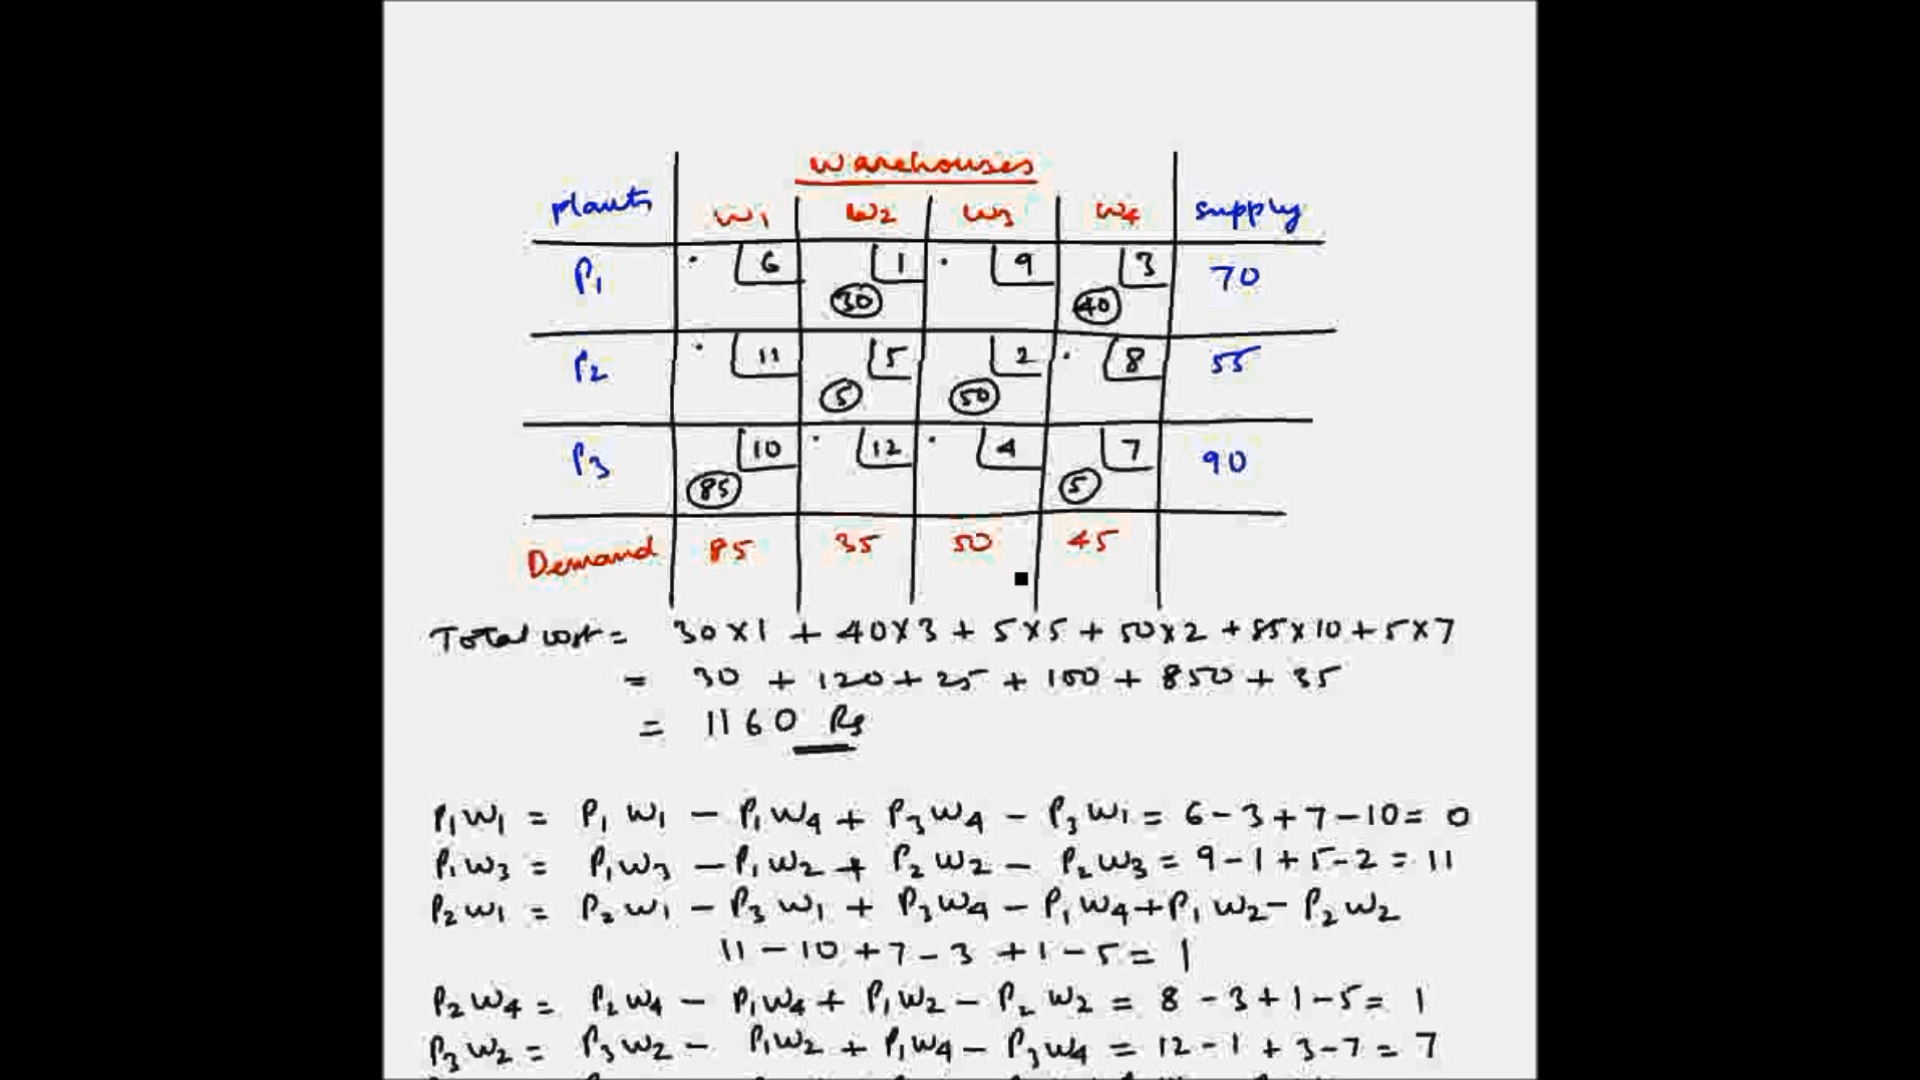 Warehouses
plants W1 W2 W3 W4 supply
P1 6 1 9 3 70
30 40
P2 11 5 2 8 55
5 50
P3 10 12 4 7 90
85 5
Demand 85 35 50 45
Total cost = 30×1 + 40×3 + 5×5 + 50×2 + 85×10 + 5×7
= 30 + 120 + 25 + 100 + 850 + 35
= 1160 Rs
P1W1 = P1W1 - P1W4 + P3W4 - P3W1 = 6-3+7-10 = 0
P1W3 = P1W3 - P1W2 + P2W2 - P2W3 = 9-1+5-2 = 11
P2W1 = P2W1 - P3W1 + P3W4 - P1W4 + P1W2 - P2W2
11-10+7-3+1-5 = 1
P2W4 = P2W4 - P1W4 + P1W2 - P2W2 = 8-3+1-5 = 1
P3W2 = P3W2 - P1W2 + P1W4 - P3W4 = 12-1+3-7 = 7